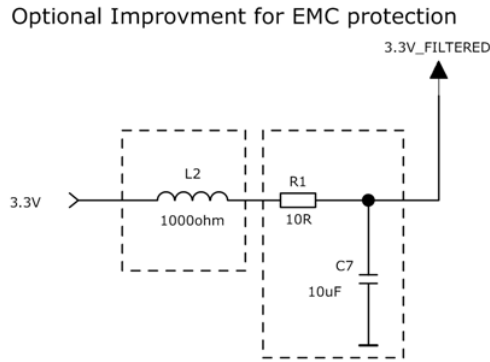 Optional Improvment for EMC protection
3.3V_FILTERED
L2
R1
3.3V
1000ohm
10R
C7
10uF